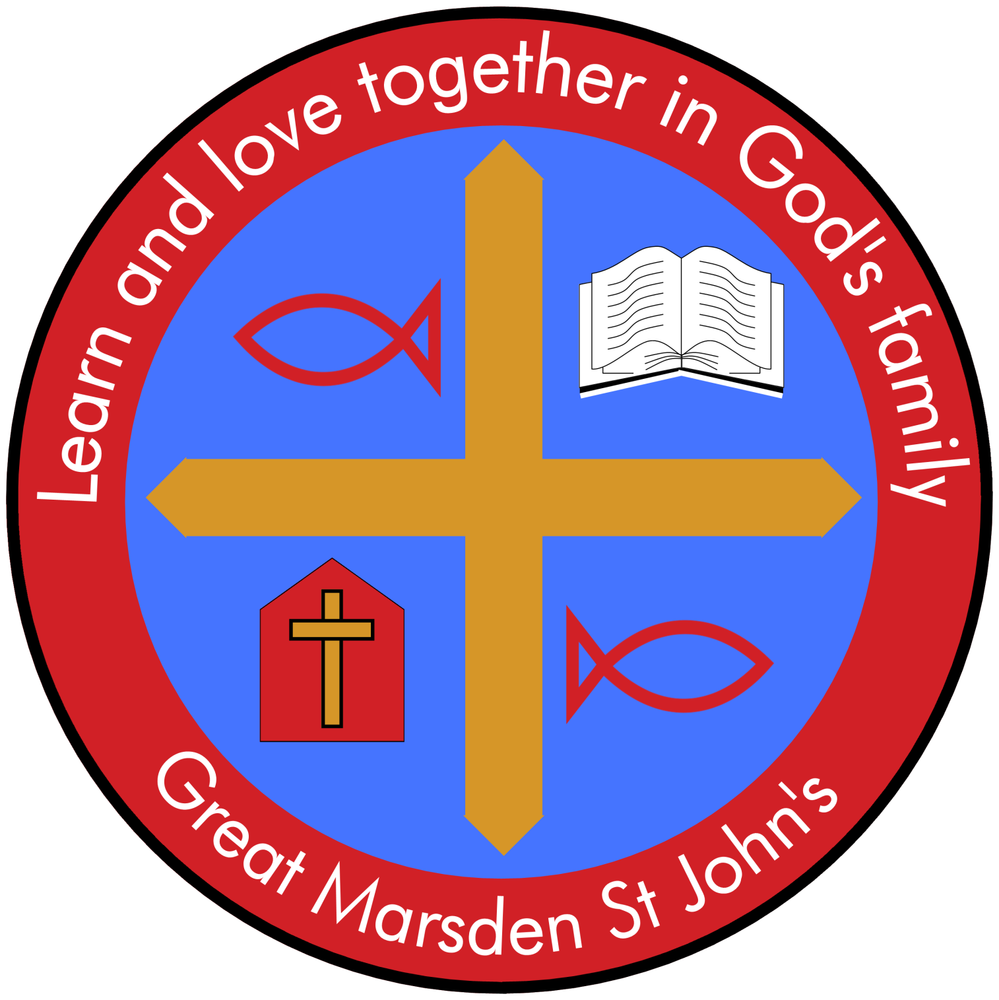 Learn and love together in God's family
Great Marsden St John's